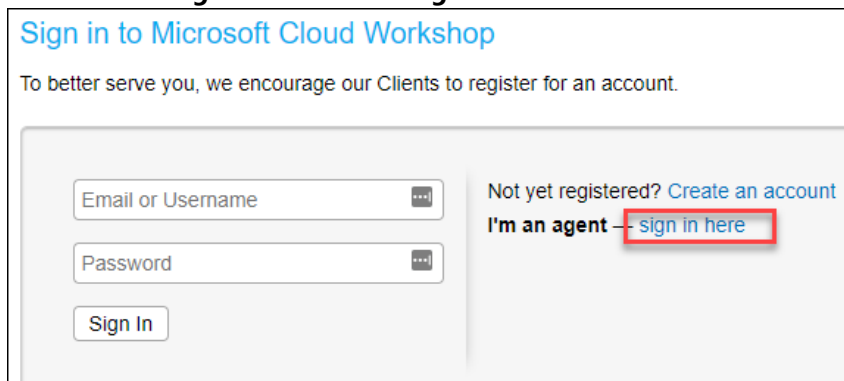 Sign in to Microsoft Cloud Workshop
To better serve you, we encourage our Clients to register for an account.
Email or Username
Not yet registered? Create an account
I'm an agent — sign in here
Password
Sign In